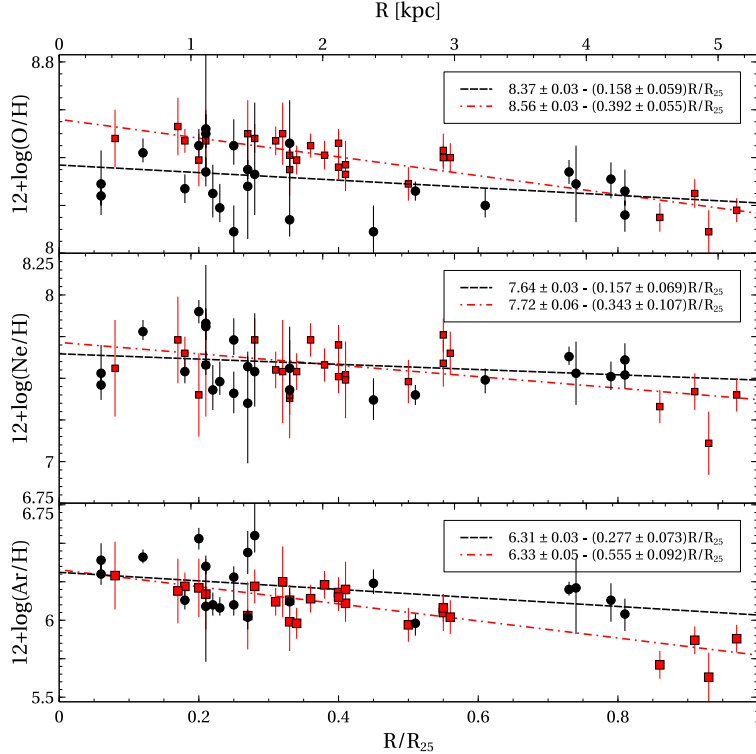 R [kpc]
0 1 2 3 4 5
8.8
8
12+log(O/H)
8.37 ± 0.03 - (0.158 ± 0.059)R/R25
8.56 ± 0.03 - (0.392 ± 0.055)R/R25
8.25
8
7
6.75
12+log(Ne/H)
7.64 ± 0.03 - (0.157 ± 0.069)R/R25
7.72 ± 0.06 - (0.343 ± 0.107)R/R25
6.75
6
5.5
12+log(Ar/H)
6.31 ± 0.03 - (0.277 ± 0.073)R/R25
6.33 ± 0.05 - (0.555 ± 0.092)R/R25
0 0.2 0.4 0.6 0.8
R/R25